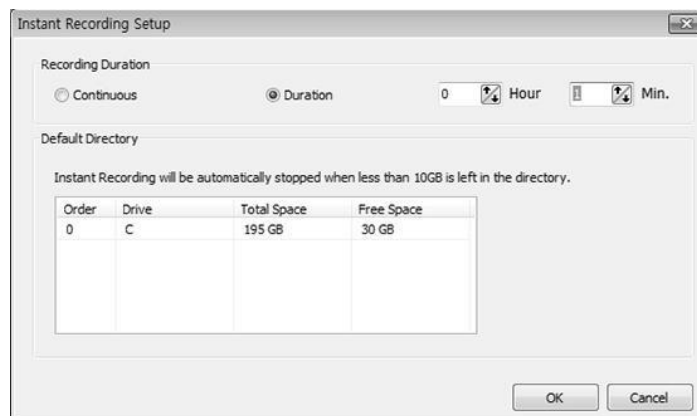 Instant Recording Setup
Recording Duration
Continuous Duration 0 Hour 1 Min.
Default Directory
Instant Recording will be automatically stopped when less than 10GB is left in the directory.
Order Drive Total Space Free Space
0 C 195 GB 30 GB
OK Cancel